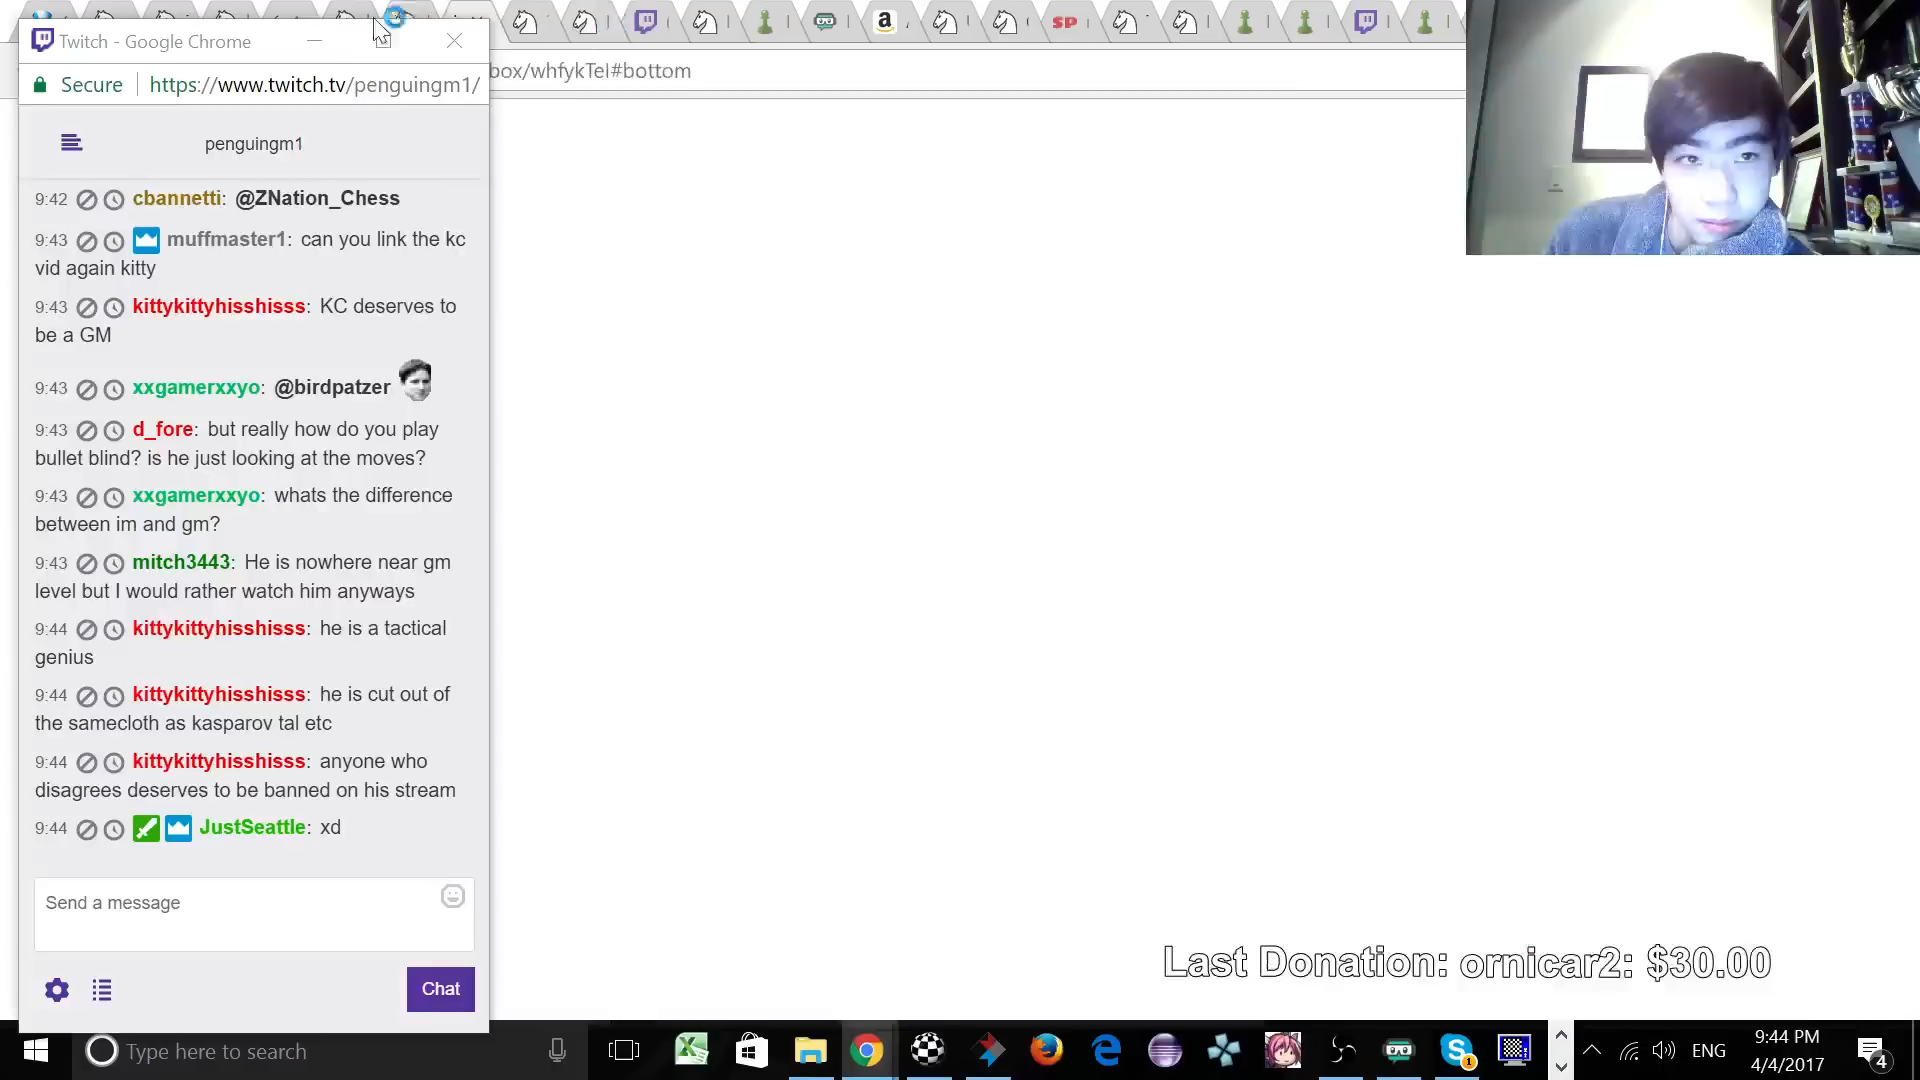 Twitch - Google Chrome
Secure https://www.twitch.tv/penguingm1/
box/whfykTeI#bottom
penguingm1
9:42 cbannetti: @ZNation_Chess
9:43 muffmaster1: can you link the kc
vid again kitty
9:43 kittykittyhisshisss: KC deserves to
be a GM
9:43 xxgamerxxyo: @birdpatzer
9:43 d_fore: but really how do you play
bullet blind? is he just looking at the moves?
9:43 xxgamerxxyo: whats the difference
between im and gm?
9:43 mitch3443: He is nowhere near gm
level but I would rather watch him anyways
9:44 kittykittyhisshisss: he is a tactical
genius
9:44 kittykittyhisshisss: he is cut out of
the samecloth as kasparov tal etc
9:44 kittykittyhisshisss: anyone who
disagrees deserves to be banned on his stream
9:44 JustSeattle: xd
Send a message
Chat
Last Donation: ornicar2: $30.00
Type here to search
ENG
9:44 PM
4/4/2017
4